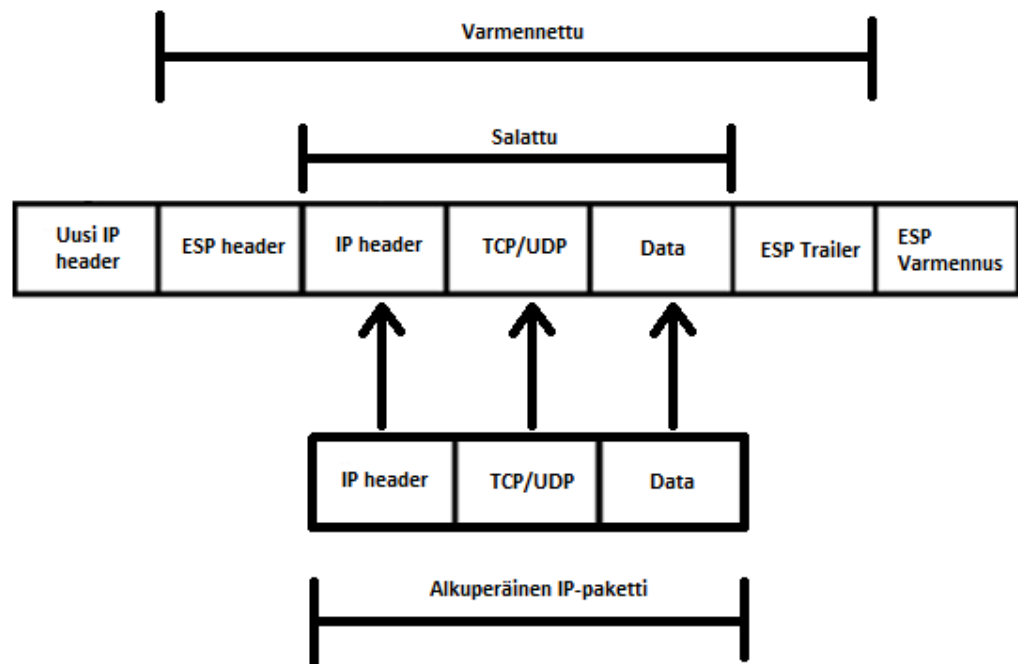 Varmennettu
Salattu
Uusi IP
header
ESP header
IP header
TCP/UDP
Data
ESP Trailer
ESP
Varmennus
IP header
TCP/UDP
Data
Alkuperäinen IP-paketti